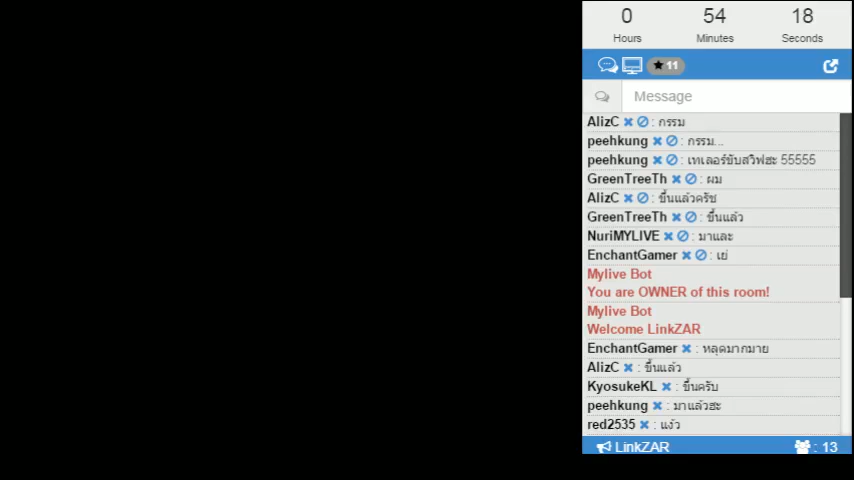 0 54 18
Hours Minutes Seconds
11
Message
AlizC : กรรม
peehkung : กรรม...
peehkung : เทเลอร์ขับสวิฟฮะ 55555
GreenTreeTh : ผม
AlizC : ขึ้นแล้วครัช
GreenTreeTh : ขึ้นแล้ว
NuriMYLIVE : มาและ
EnchantGamer : เย่
Mylive Bot
You are OWNER of this room!
Mylive Bot
Welcome LinkZAR
EnchantGamer : หลุดมากมาย
AlizC : ขึ้นแล้ว
KyosukeKL : ขึ้นครับ
peehkung : มาแล้วฮะ
red2535 : แง้ว
LinkZAR : 13